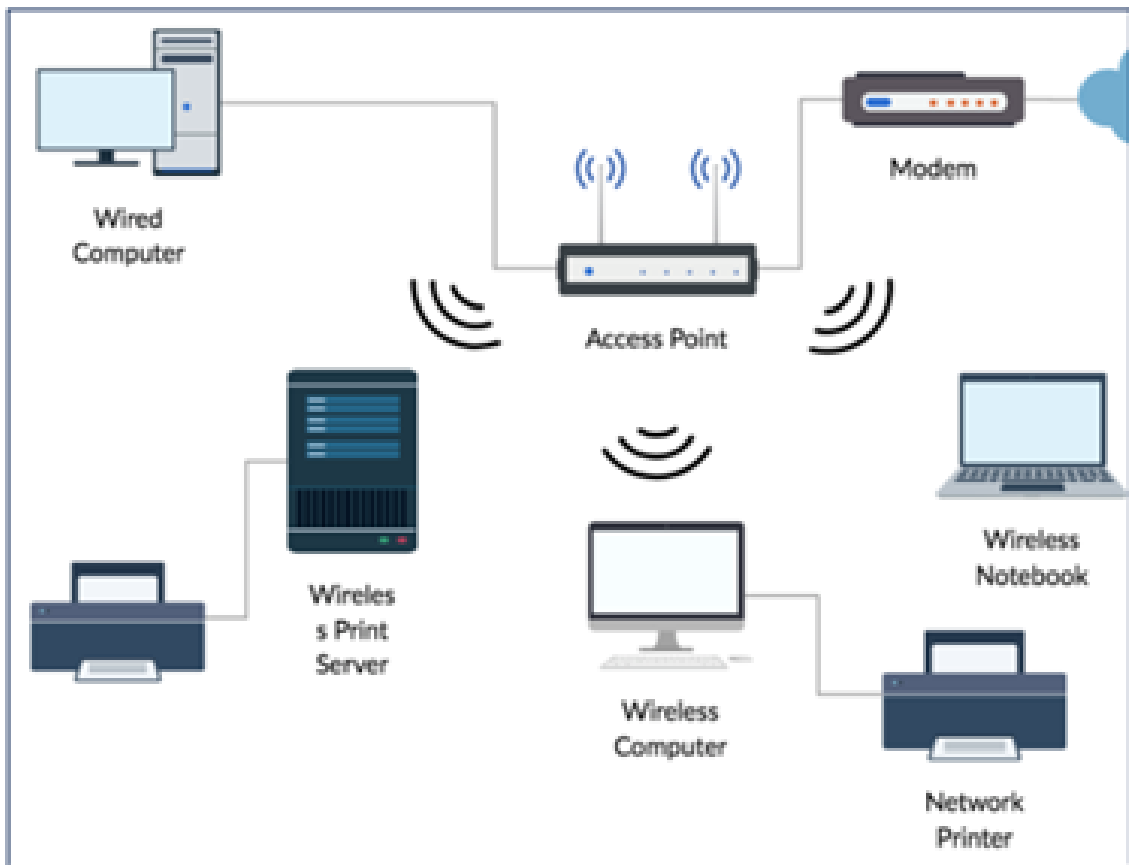 Wired
Computer
Modem
Access Point
Wireles
s Print
Server
Wireless
Notebook
Wireless
Computer
Network
Printer